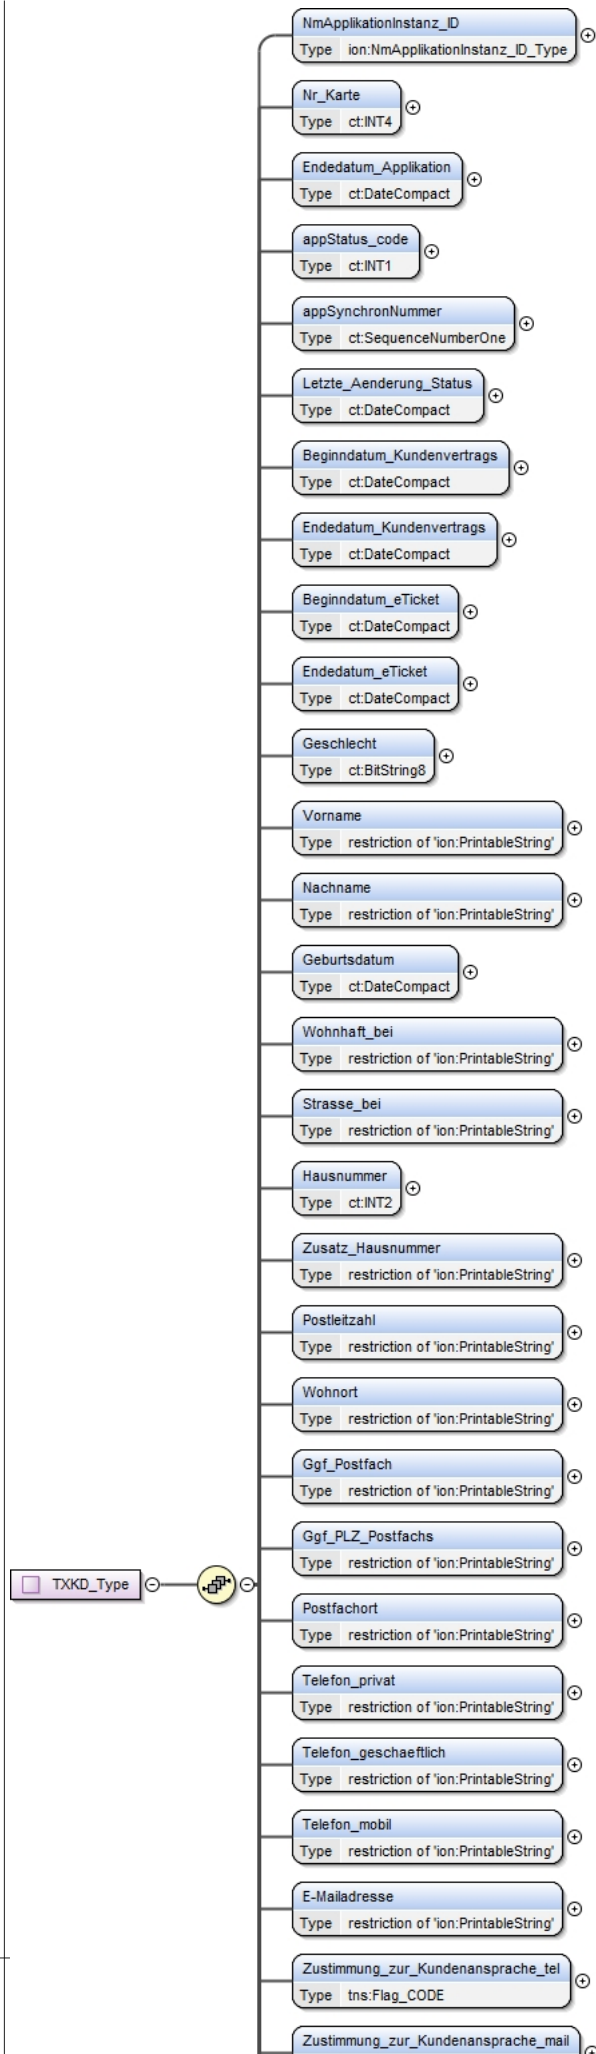 NmApplikationInstanz_ID
Type ion:NmApplikationInstanz_ID_Type
Nr_Karte
Type ct:INT4
Endedatum_Applikation
Type ct:DateCompact
appStatus_code
Type ct:INT1
appSynchronNummer
Type ct:SequenceNumberOne
Letzte_Aenderung_Status
Type ct:DateCompact
Beginndatum_Kundenvertrags
Type ct:DateCompact
Endedatum_Kundenvertrags
Type ct:DateCompact
Beginndatum_eTicket
Type ct:DateCompact
Endedatum_eTicket
Type ct:DateCompact
Geschlecht
Type ct:BitString8
Vorname
Type restriction of 'ion:PrintableString'
Nachname
Type restriction of 'ion:PrintableString'
Geburtsdatum
Type ct:DateCompact
Wohnhaft_bei
Type restriction of 'ion:PrintableString'
Strasse_bei
Type restriction of 'ion:PrintableString'
Hausnummer
Type ct:INT2
Zusatz_Hausnummer
Type restriction of 'ion:PrintableString'
Postleitzahl
Type restriction of 'ion:PrintableString'
Wohnort
Type restriction of 'ion:PrintableString'
Ggf_Postfach
Type restriction of 'ion:PrintableString'
Ggf_PLZ_Postfachs
Type restriction of 'ion:PrintableString'
TXKD_Type
Postfachort
Type restriction of 'ion:PrintableString'
Telefon_privat
Type restriction of 'ion:PrintableString'
Telefon_geschaeftlich
Type restriction of 'ion:PrintableString'
Telefon_mobil
Type restriction of 'ion:PrintableString'
E-Mailadresse
Type restriction of 'ion:PrintableString'
Zustimmung_zur_Kundenansprache_tel
Type tns:Flag_CODE
Zustimmung_zur_Kundenansprache_mail